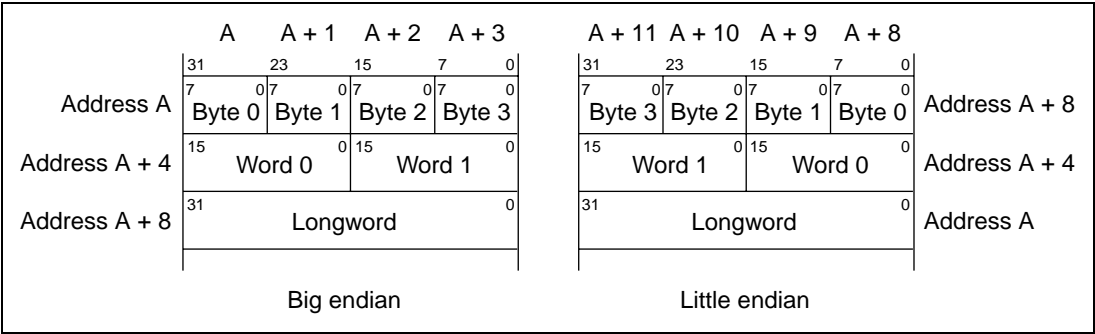 A A + 1 A + 2 A + 3 A + 11 A + 10 A + 9 A + 8
31 23 15 7 0 31 23 15 7 0
7 0 7 0 7 0 7 0 7 0 7 0 7 0 7 0
Address A Byte 0 Byte 1 Byte 2 Byte 3 Byte 3 Byte 2 Byte 1 Byte 0 Address A + 8
15 0 15 0 15 0 15 0
Address A + 4 Word 0 Word 1 Word 1 Word 0 Address A + 4
31 0 31 0
Address A + 8 Longword Longword Address A
Big endian Little endian